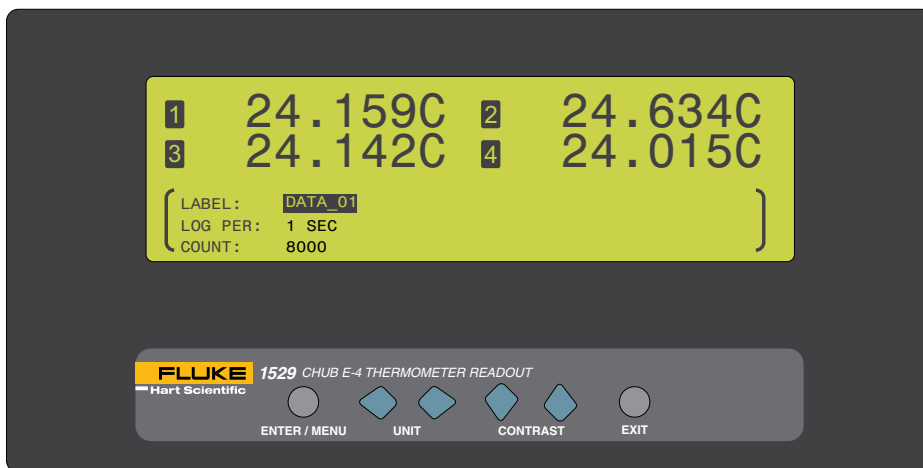 1 24.159C 2 24.634C
3 24.142C 4 24.015C
LABEL: DATA_01
LOG PER: 1 SEC
COUNT: 8000
FLUKE
Hart Scientific
1529 CHUB E-4 THERMOMETER READOUT
ENTER / MENU UNIT CONTRAST EXIT